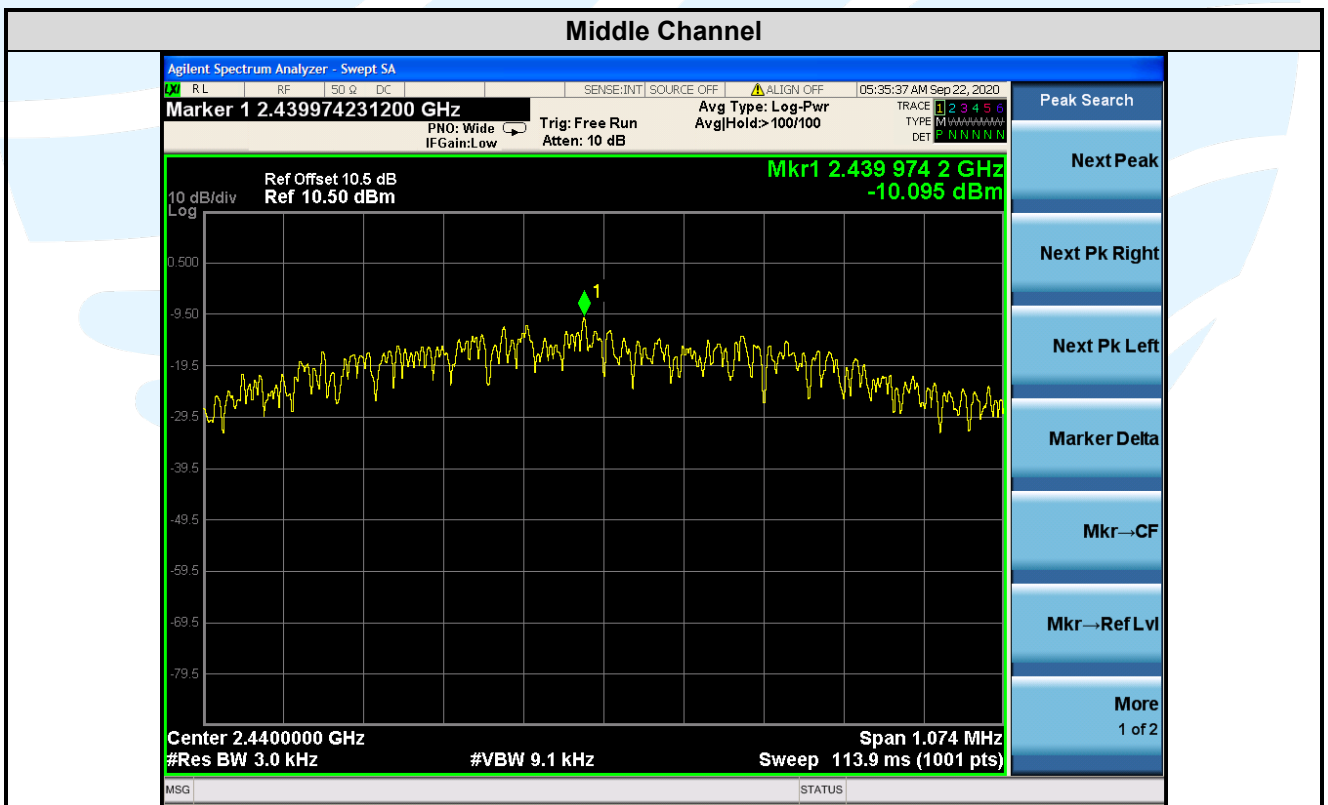 Middle Channel
Agilent Spectrum Analyzer - Swept SA
LXI RL RF 50 Ω DC SENSE:INT SOURCE OFF ALIGN OFF 05:35:37 AM Sep 22, 2020
Marker 1 2.439974231200 GHz
PNO: Wide
IFGain:Low
Trig: Free Run
Atten: 10 dB
Avg Type: Log-Pwr
Avg|Hold:>100/100
TRACE 1 2 3 4 5 6
TYPE M WWWWW
DET P N N N N N
Mkr1 2.439 974 2 GHz
-10.095 dBm
Ref Offset 10.5 dB
10 dB/div Ref 10.50 dBm
Log
0.500
1
-9.50
-19.5
-29.5
-39.5
-49.5
-59.5
-69.5
-79.5
Center 2.4400000 GHz Span 1.074 MHz
#Res BW 3.0 kHz #VBW 9.1 kHz Sweep 113.9 ms (1001 pts)
MSG STATUS
Peak Search
Next Peak
Next Pk Right
Next Pk Left
Marker Delta
Mkr→CF
Mkr→Ref Lvl
More
1 of 2